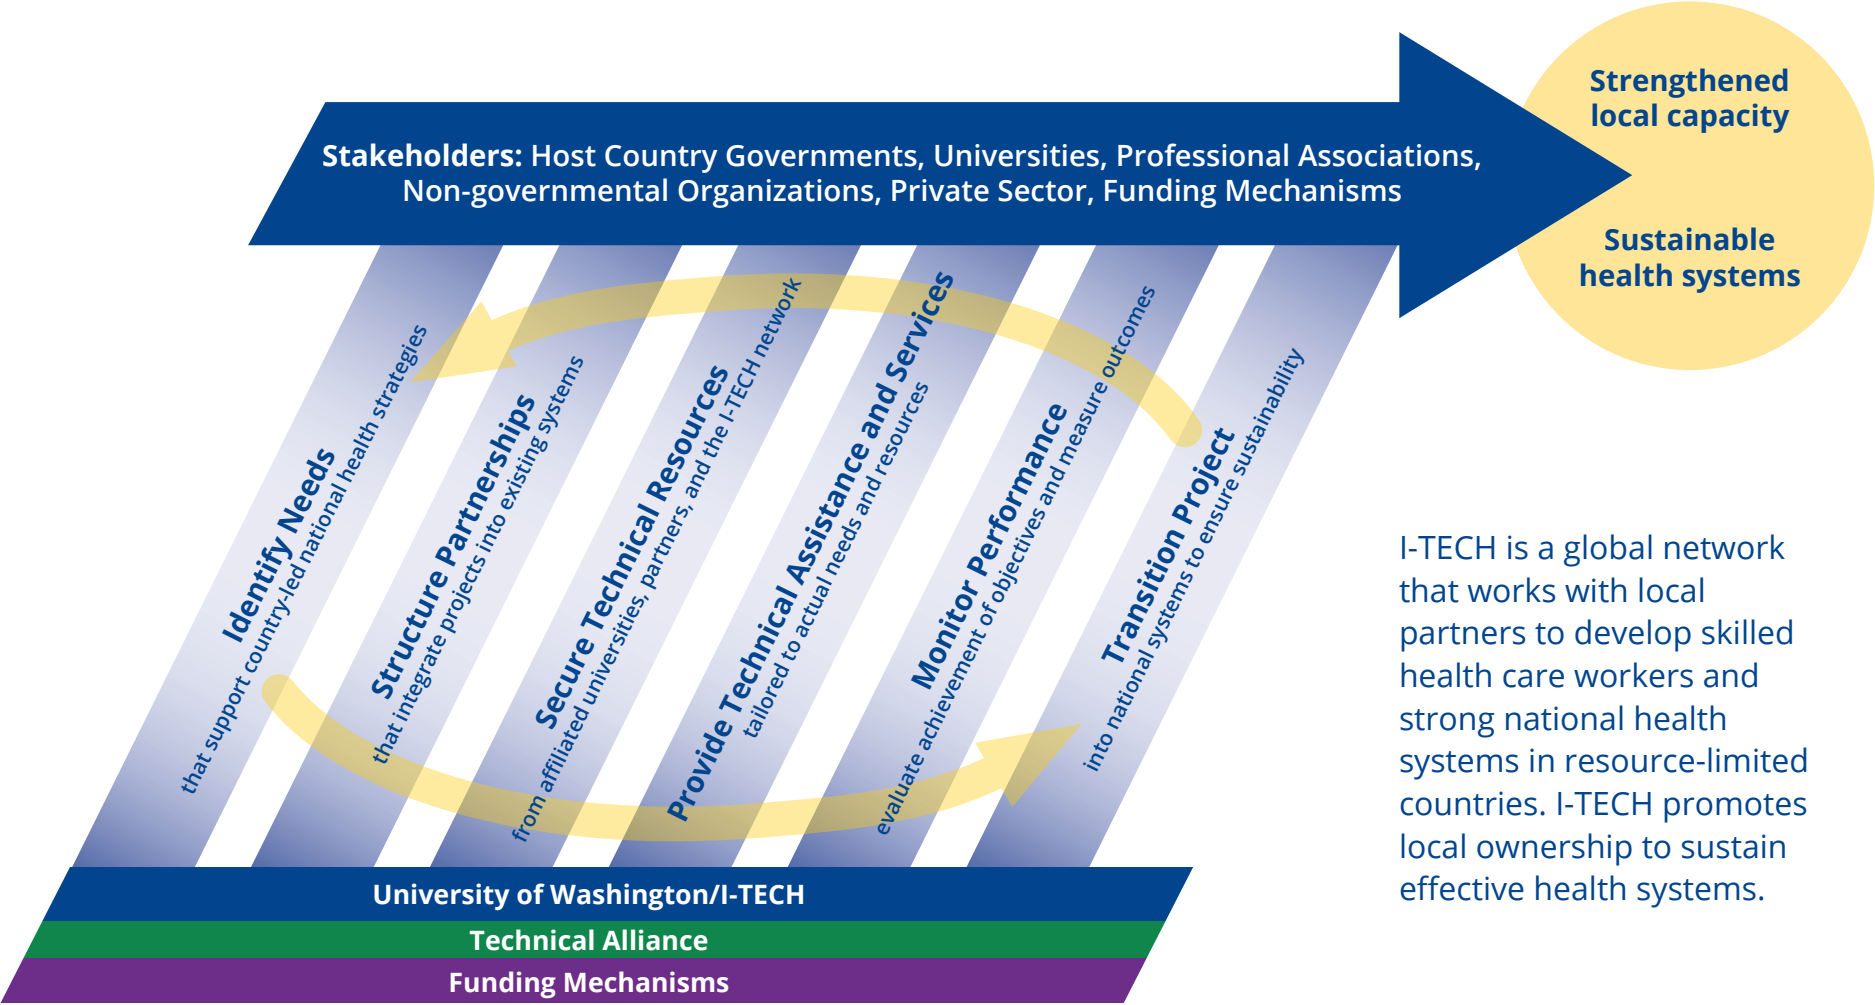 Strengthened
local capacity
Stakeholders: Host Country Governments, Universities, Professional Associations,
Non-governmental Organizations, Private Sector, Funding Mechanisms
Sustainable
health systems
Identify Needs
that support country-led national health strategies
Structure Partnerships
that integrate projects into existing systems
Secure Technical Resources
from affiliated universities, partners, and the I-TECH network
Provide Technical Assistance and Services
tailored to actual needs and resources
Monitor Performance
evaluate achievement of objectives and measure outcomes
Transition Project
into national systems to ensure sustainability
I-TECH is a global network
that works with local
partners to develop skilled
health care workers and
strong national health
systems in resource-limited
countries. I-TECH promotes
local ownership to sustain
effective health systems.
University of Washington/I-TECH
Technical Alliance
Funding Mechanisms